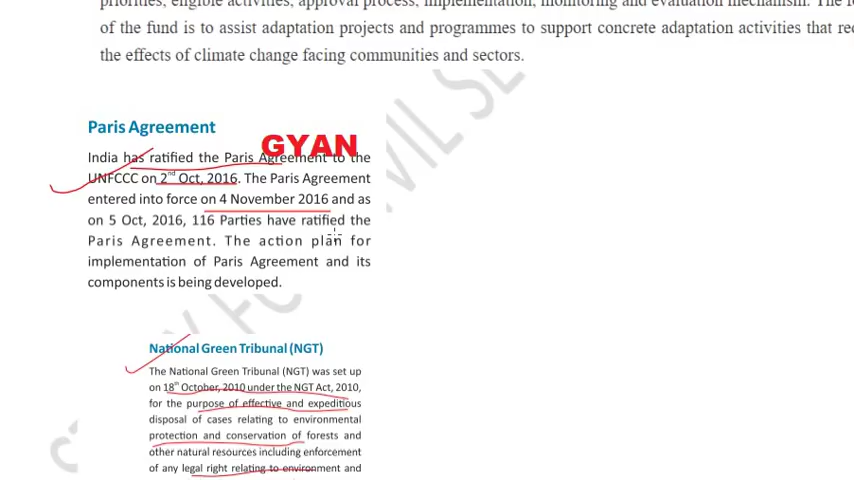 priorities, eligible activities, approval process, implementation, monitoring and evaluation mechanism. The
of the fund is to assist adaptation projects and programmes to support concrete adaptation activities that
the effects of climate change facing communities and sectors.
Paris Agreement
GYAN
India has ratified the Paris Agreement to the
UNFCCC on 2nd Oct, 2016. The Paris Agreement
entered into force on 4 November 2016 and as
on 5 Oct, 2016, 116 Parties have ratified the
Paris Agreement. The action plan for
implementation of Paris Agreement and its
components is being developed.
National Green Tribunal (NGT)
The National Green Tribunal (NGT) was set up
on 18th October, 2010 under the NGT Act, 2010,
for the purpose of effective and expeditious
disposal of cases relating to environmental
protection and conservation of forests and
other natural resources including enforcement
of any legal right relating to environment and